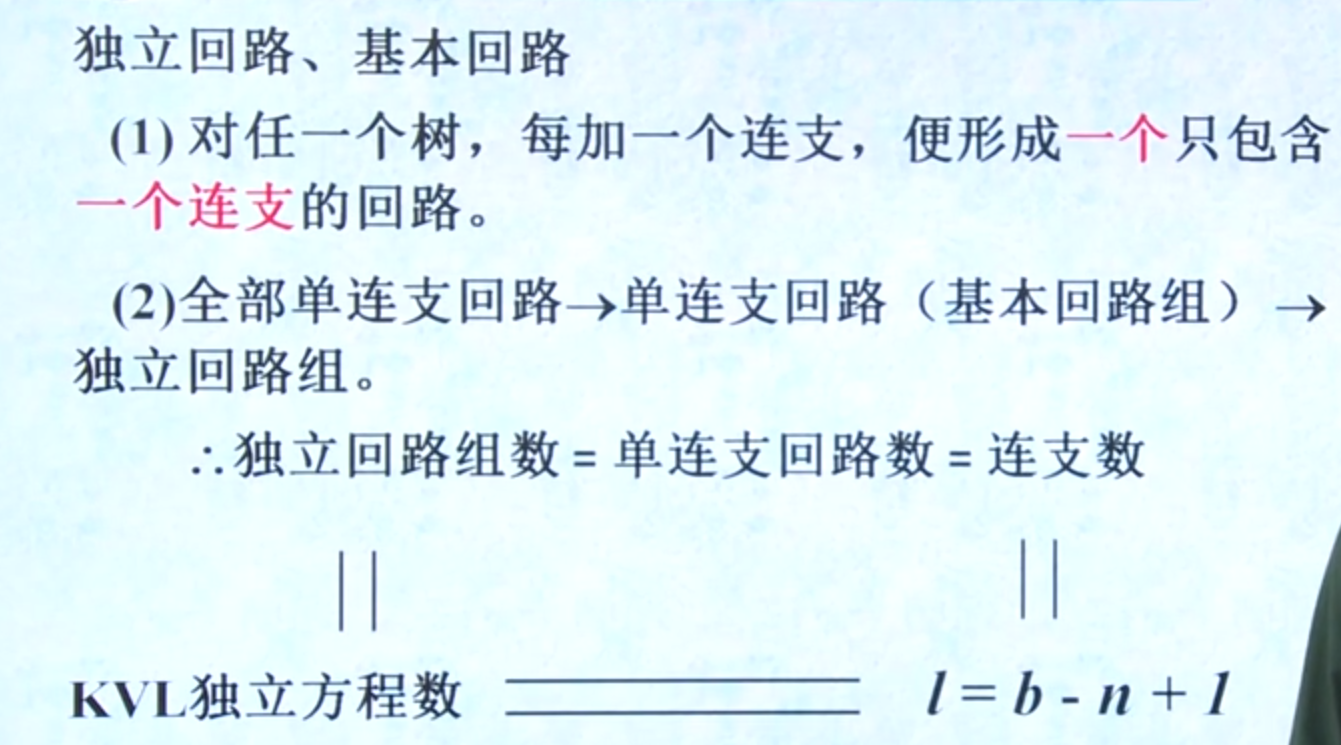 独立回路、基本回路
(1) 对任一个树，每加一个连支，便形成一个只包含
一个连支的回路。
(2)全部单连支回路→单连支回路（基本回路组）→
独立回路组。
∴独立回路组数 = 单连支回路数 = 连支数
||          ||
KVL独立方程数 ═══ l = b - n + 1